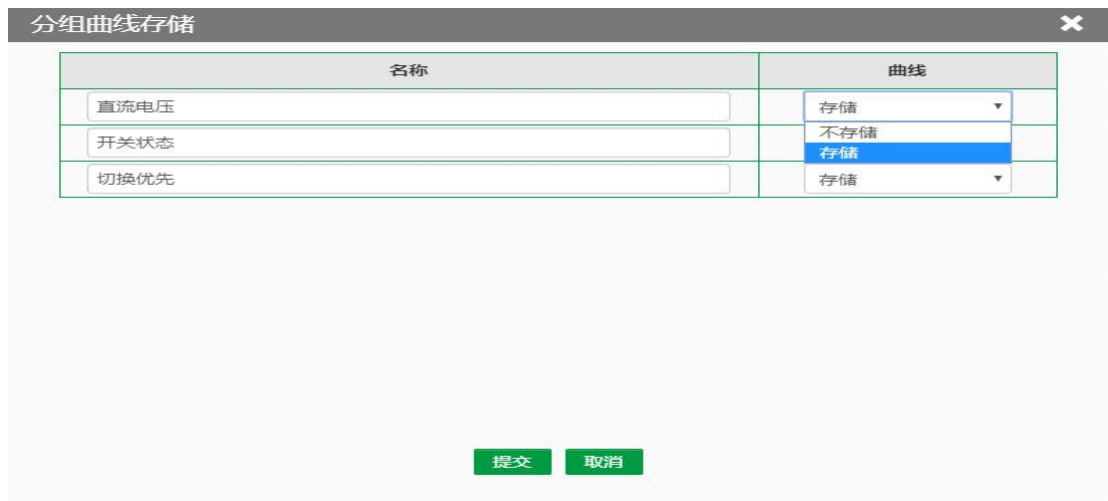 分组曲线存储
名称 曲线
直流电压 存储
开关状态 不存储
存储
切换优先 存储
提交 取消